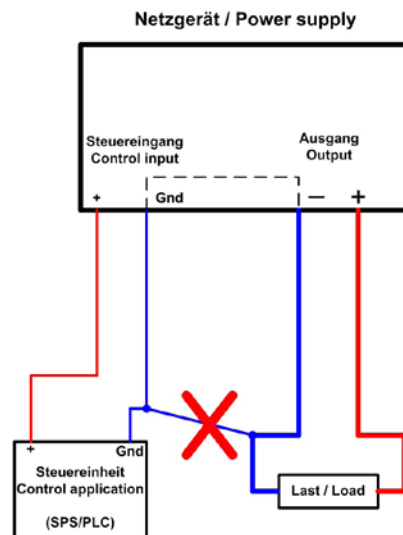 Netzgerät / Power supply
Steuereingang
Control input
Ausgang
Output
+
Gnd
—
+
+
Gnd
Steuereinheit
Control application
(SPS/PLC)
Last / Load